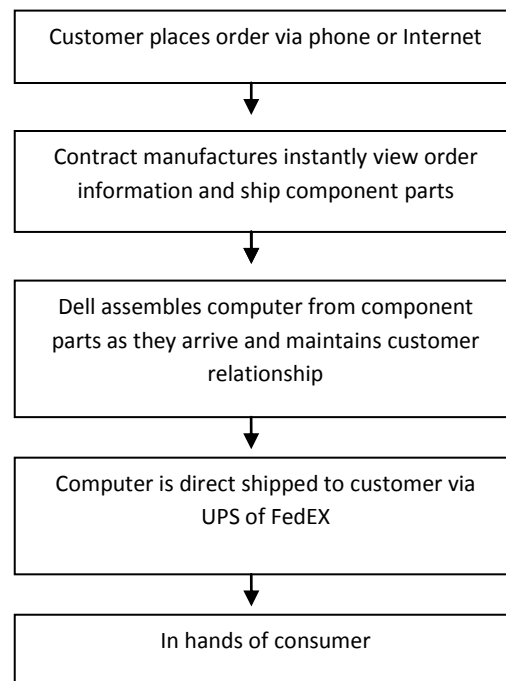 Customer places order via phone or Internet
Contract manufactures instantly view order
information and ship component parts
Dell assembles computer from component
parts as they arrive and maintains customer
relationship
Computer is direct shipped to customer via
UPS of FedEX
In hands of consumer